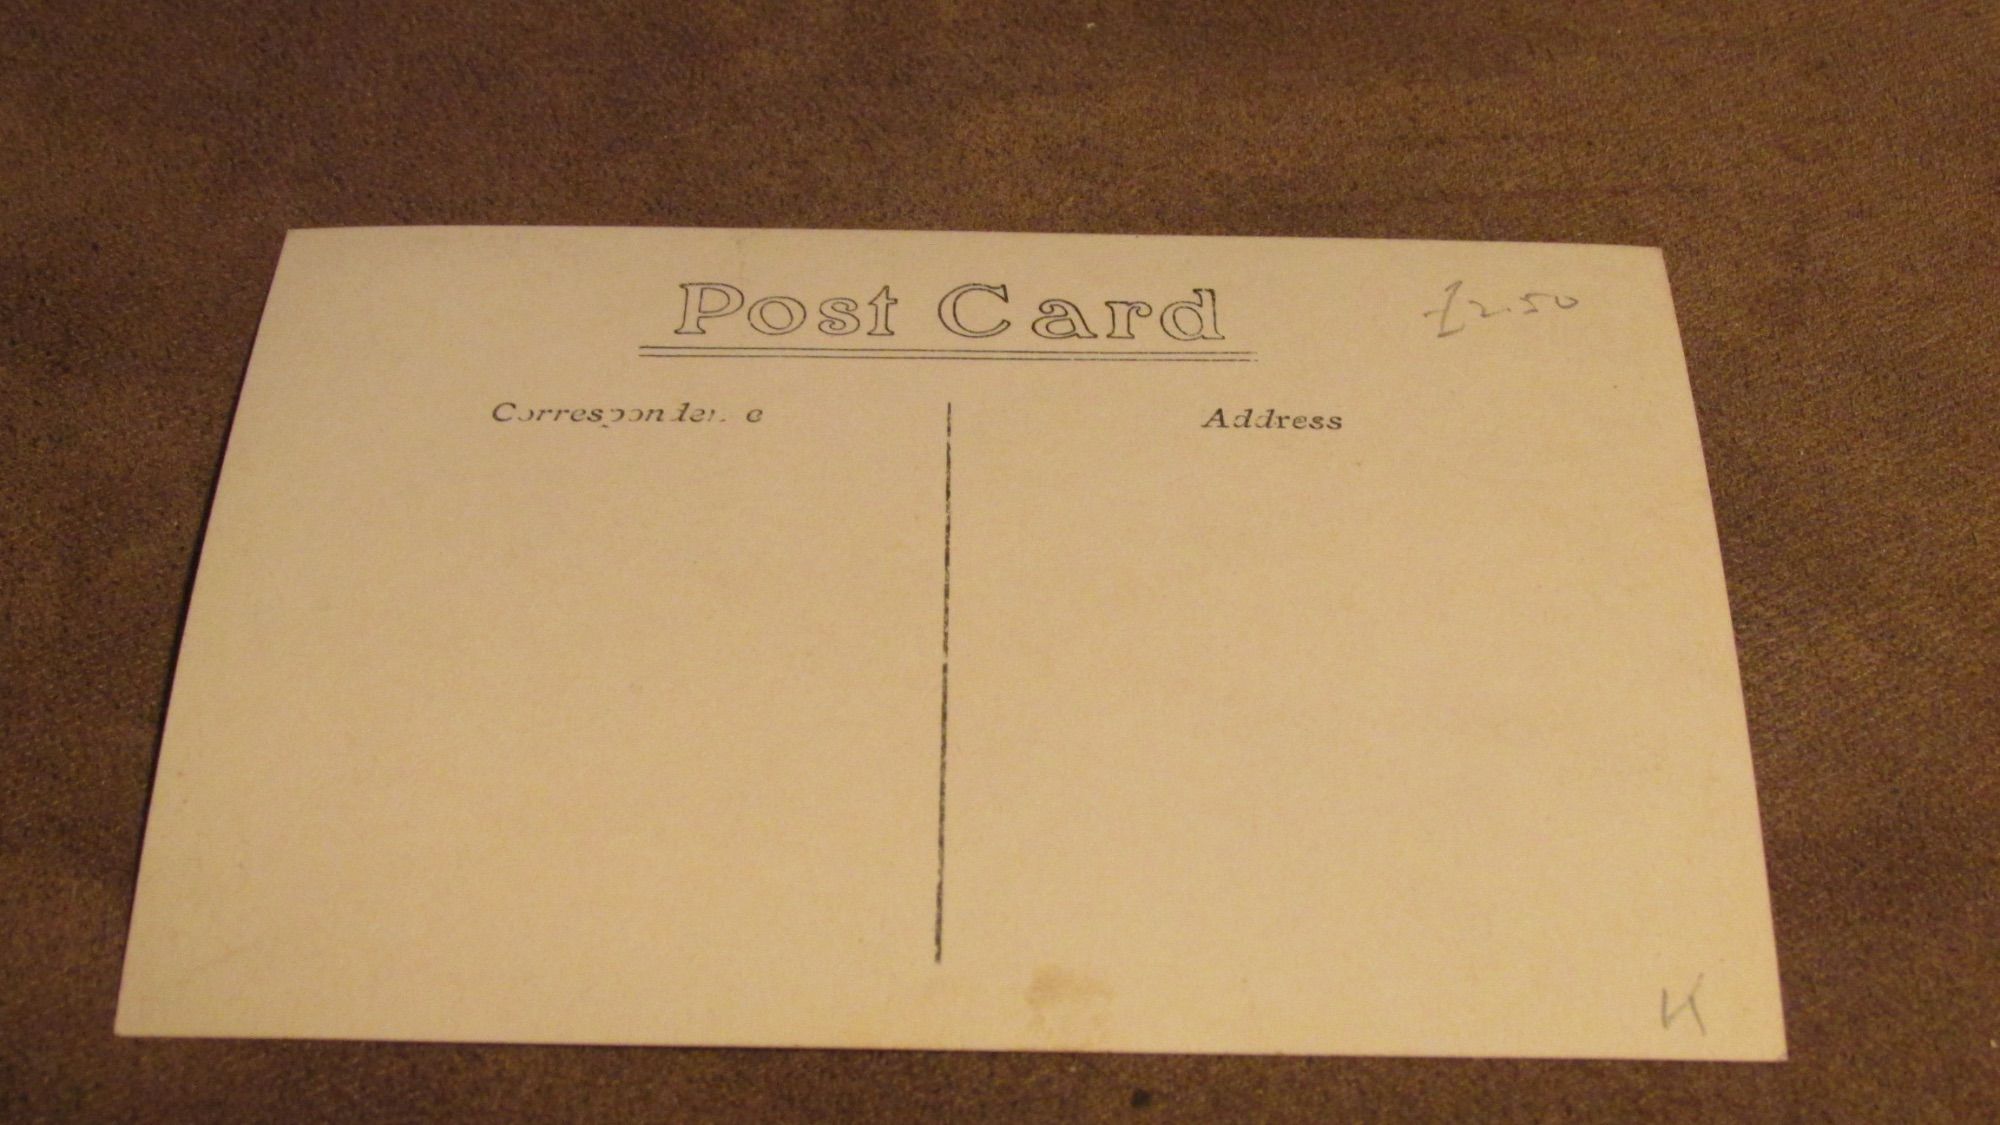 Post Card
£2.50
Correspondence
Address
K